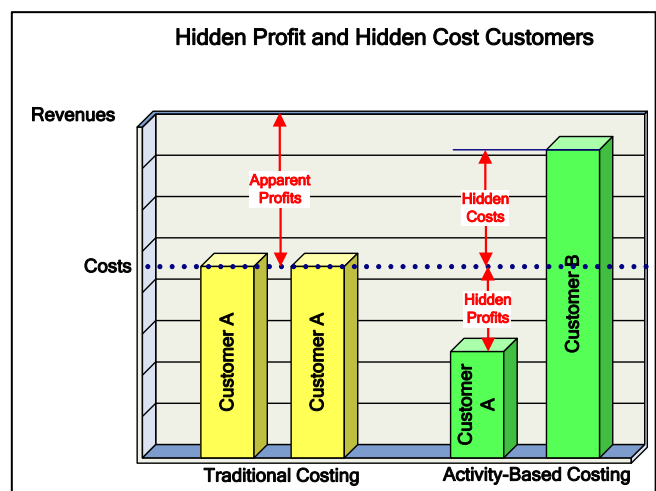 Hidden Profit and Hidden Cost Customers
Revenues
Apparent
Profits
Hidden
Costs
Costs
Hidden
Profits
Customer A
Customer A
Customer
A
Customer B
Traditional Costing
Activity-Based Costing